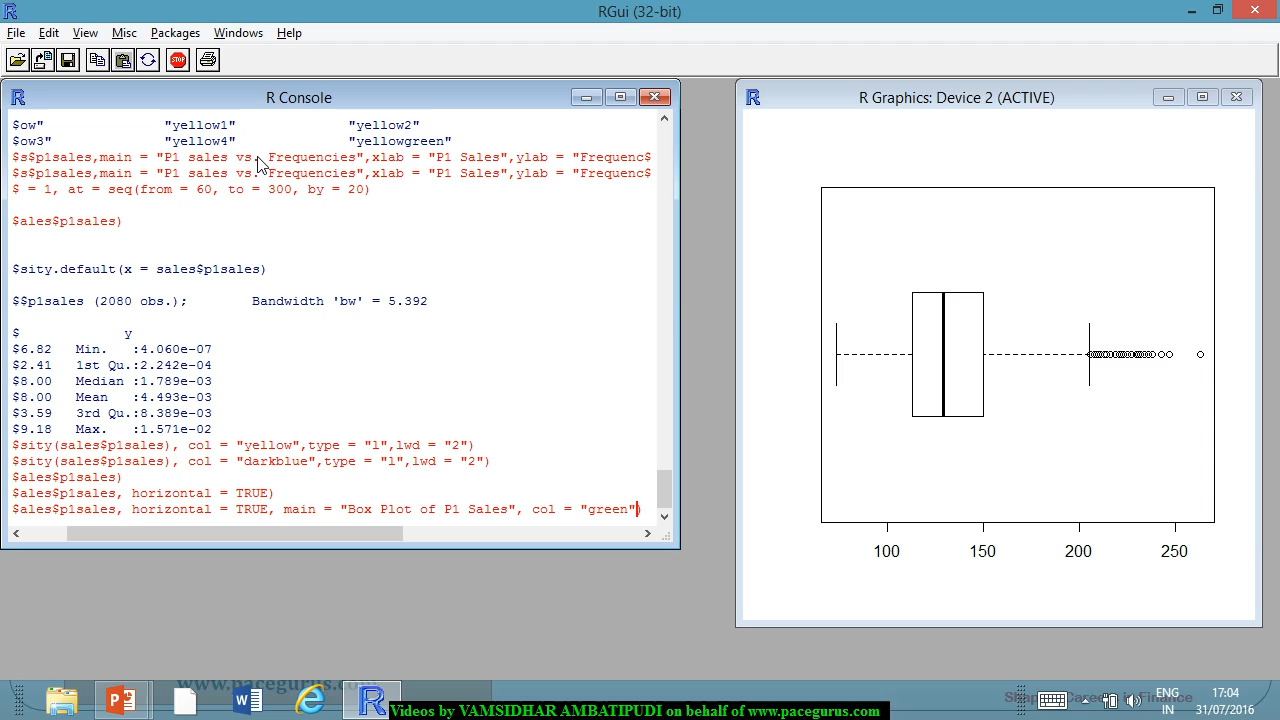 RGui (32-bit)
File Edit View Misc Packages Windows Help
STOP
R Console
$ow" "yellow1" "yellow2"
$ow3" "yellow4" "yellowgreen"
$s$p1sales,main = "P1 sales vs. Frequencies",xlab = "P1 Sales",ylab = "Frequenc$
$s$p1sales,main = "P1 sales vs. Frequencies",xlab = "P1 Sales",ylab = "Frequenc$
$ = 1, at = seq(from = 60, to = 300, by = 20)
$ales$p1sales)
$sity.default(x = sales$p1sales)
$$p1sales (2080 obs.); Bandwidth 'bw' = 5.392
$ y
$6.82 Min. :4.060e-07
$2.41 1st Qu.:2.242e-04
$8.00 Median :1.789e-03
$8.00 Mean :4.493e-03
$3.59 3rd Qu.:8.389e-03
$9.18 Max. :1.571e-02
$sity(sales$p1sales), col = "yellow",type = "l",lwd = "2")
$sity(sales$p1sales), col = "darkblue",type = "l",lwd = "2")
$ales$p1sales)
$ales$p1sales, horizontal = TRUE)
$ales$p1sales, horizontal = TRUE, main = "Box Plot of P1 Sales", col = "green")
R Graphics: Device 2 (ACTIVE)
100 150 200 250
www.pacegurus.com
ENG
IN
17:04
31/07/2016
Videos by VAMSIDHAR AMBATIPUDI on behalf of www.pacegurus.com